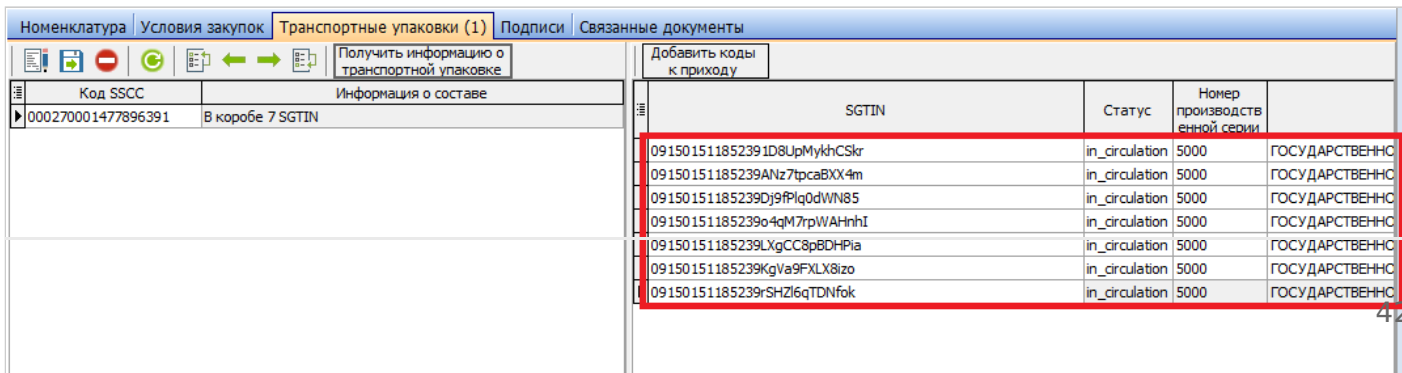 Номенклатура Условия закупок Транспортные упаковки (1) Подписи Связанные документы
Получить информацию о
транспортной упаковке
Добавить коды
к приходу
Код SSCC Информация о составе
000270001477896391 В коробе 7 SGTIN
SGTIN Статус Номер
производств
енной серии
091501511852391D8UpMykhCSkr in_circulation 5000 ГОСУДАРСТВЕННО
09150151185239ANz7tpcaBXX4m in_circulation 5000 ГОСУДАРСТВЕННО
09150151185239Dj9fPlq0dWN85 in_circulation 5000 ГОСУДАРСТВЕННО
09150151185239o4qM7rpWAHnhI in_circulation 5000 ГОСУДАРСТВЕННО
09150151185239LXgCC8pBDHPia in_circulation 5000 ГОСУДАРСТВЕННО
09150151185239KgVa9FXLX8izo in_circulation 5000 ГОСУДАРСТВЕННО
09150151185239rSHZl6qTDNfok in_circulation 5000 ГОСУДАРСТВЕННО
42